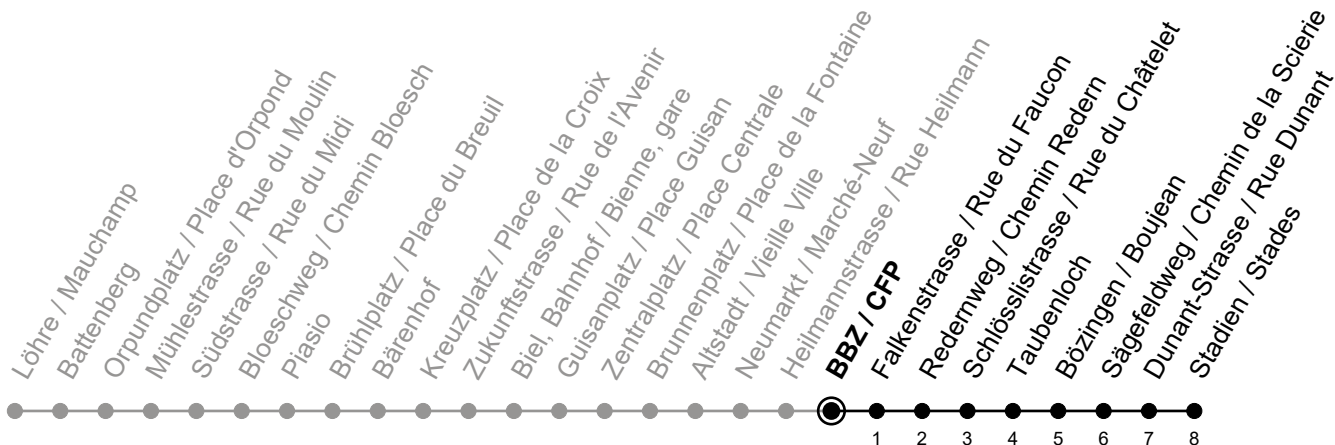 Löhre / Mauchamp
Battenberg
Orpundplatz / Place d'Orpond
Mühlestrasse / Rue du Moulin
Südstrasse / Rue du Midi
Bloeschweg / Chemin Bloesch
Piasio
Brühlplatz / Place du Breuil
Bärenhof
Kreuzplatz / Place de la Croix
Zukunftstrasse / Rue de l'Avenir
Biel, Bahnhof / Bienne, gare
Guisanplatz / Place Guisan
Zentralplatz / Place Centrale
Brunnenplatz / Place de la Fontaine
Altstadt / Vieille Ville
Neumarkt / Marché-Neuf
Heilmannstrasse / Rue Heilmann
BBZ / CFP
Falkenstrasse / Rue du Faucon
Redernweg / Chemin Redern
Schlösslistrasse / Rue du Châtelet
Taubenloch
Bözingen / Boujean
Sägefeldweg / Chemin de la Scierie
Dunant-Strasse / Rue Dunant
Stadien / Stades
1 2 3 4 5 6 7 8